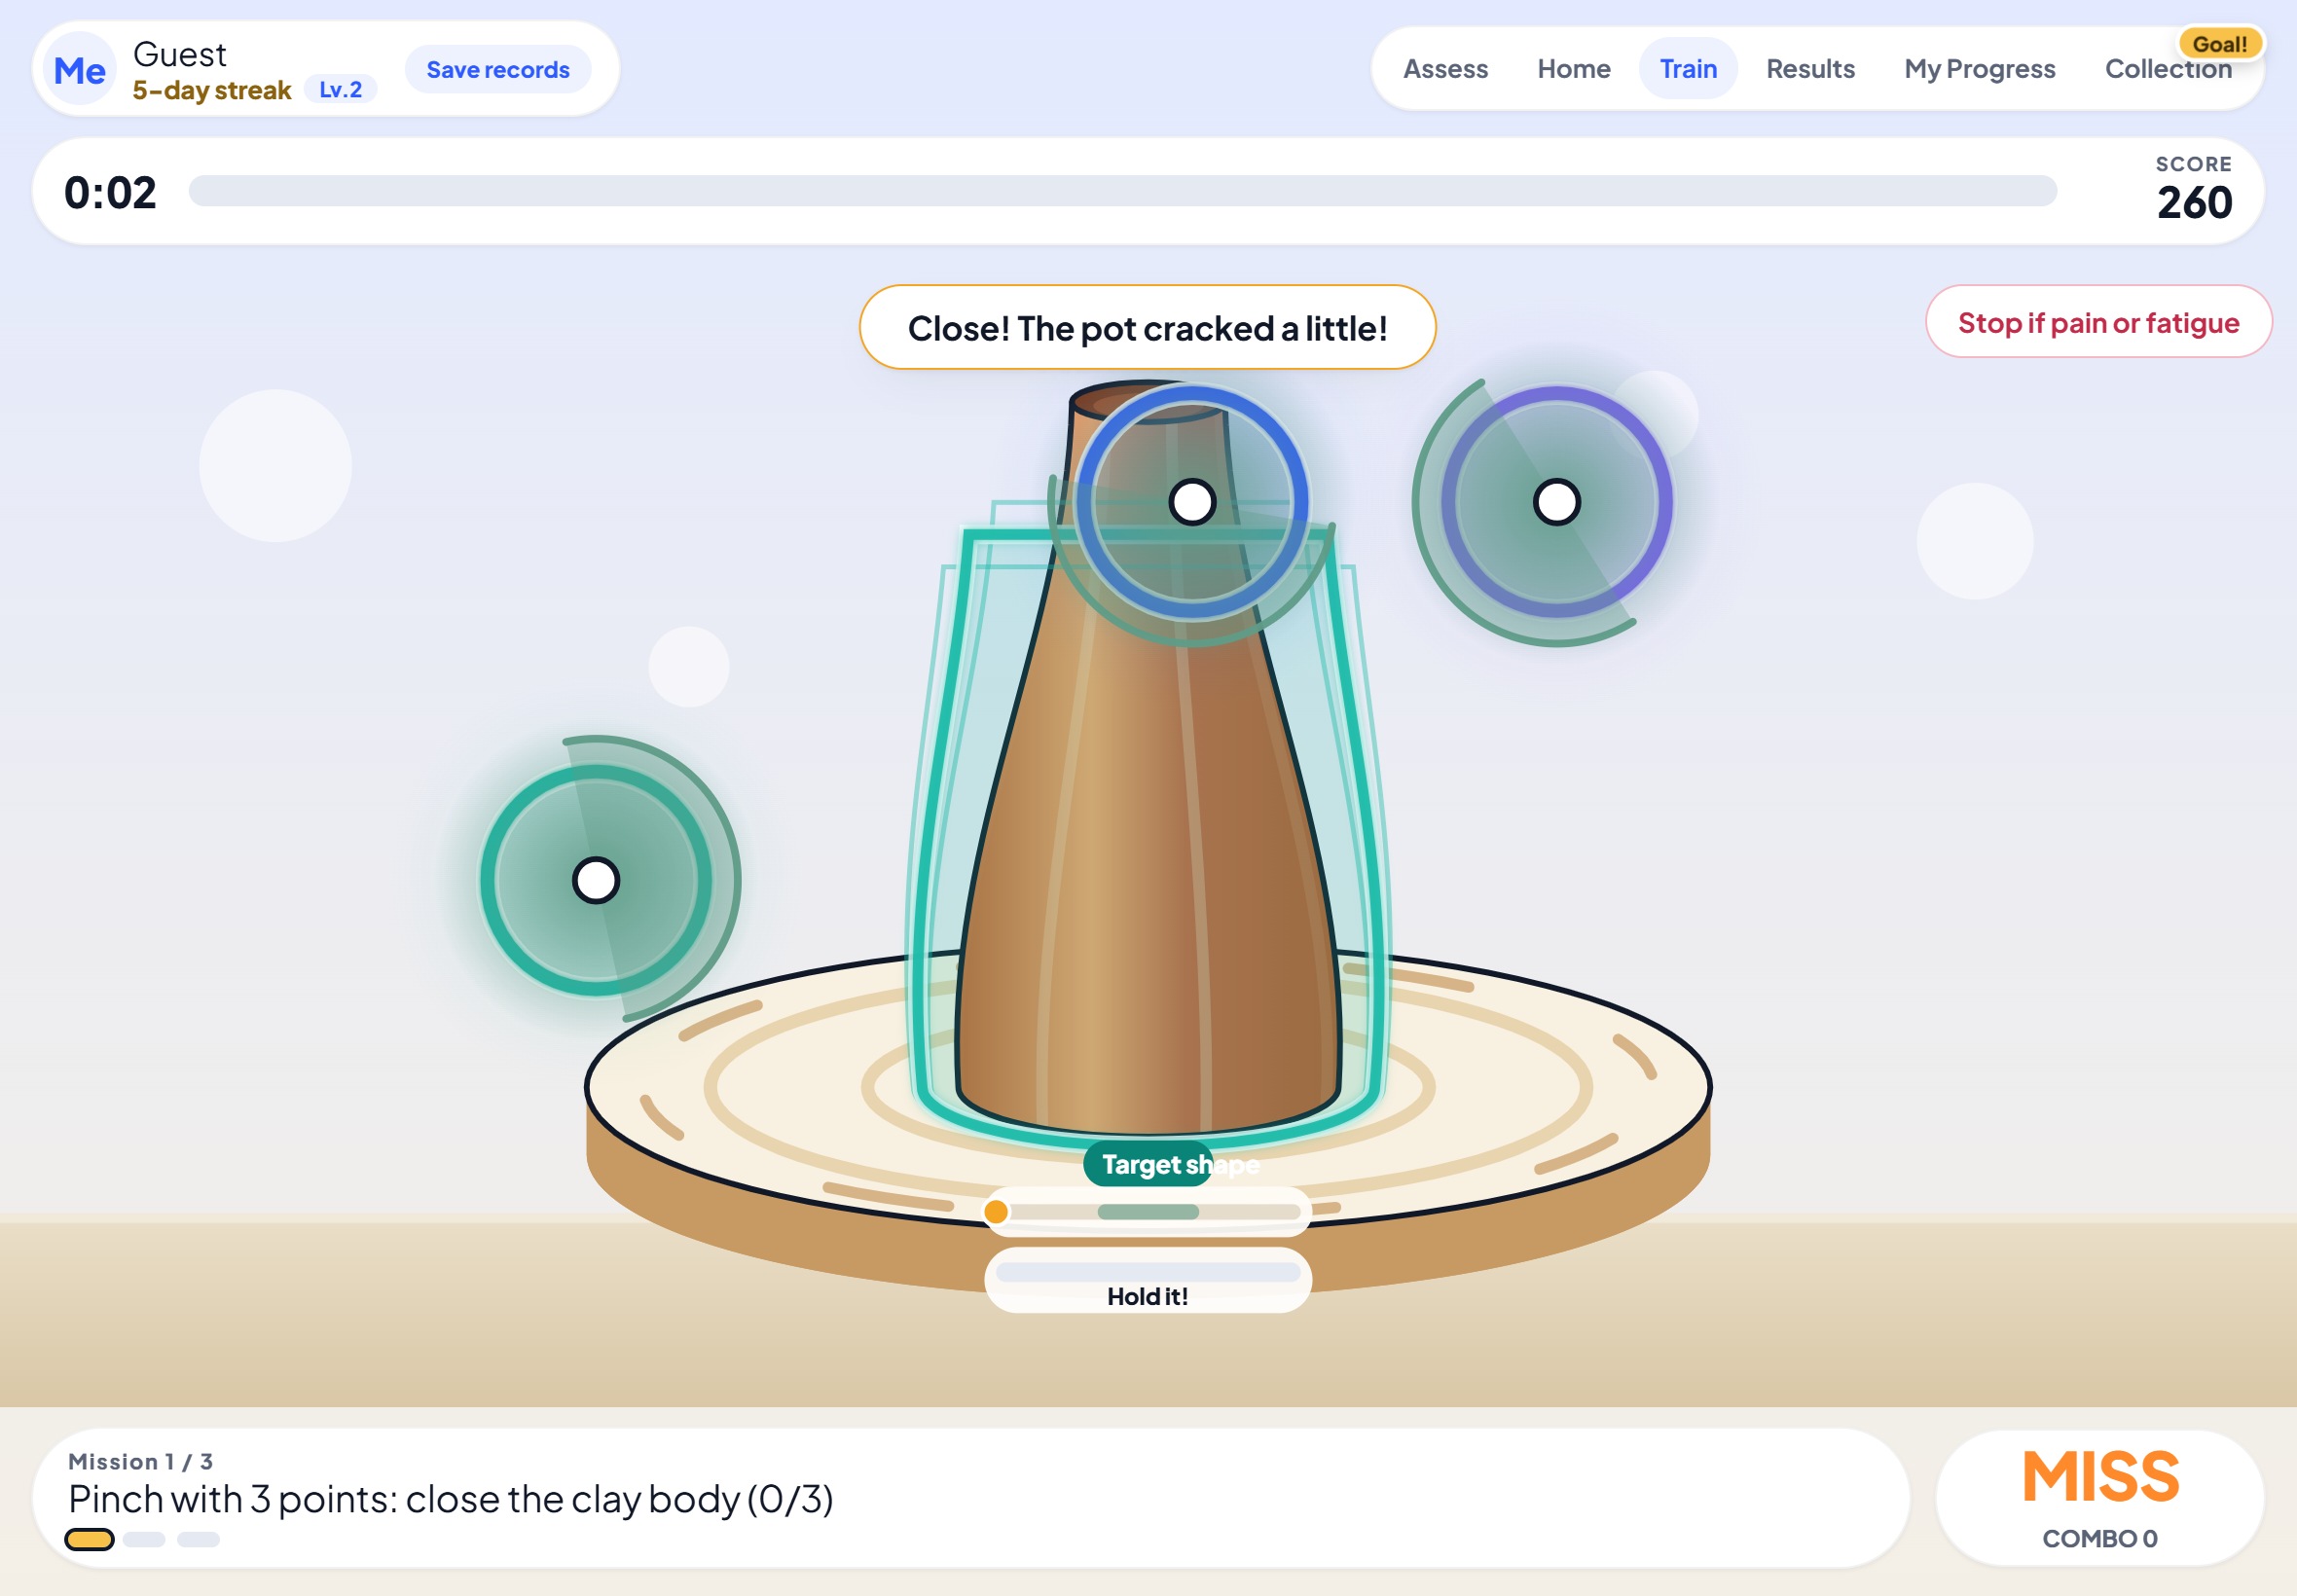 Me
Guest
5-day streak
Lv.2
Save records
Assess
Home
Train
Results
My Progress
Collection
Goal!
0:02
SCORE
260
Close! The pot cracked a little!
Stop if pain or fatigue
Target shape
Hold it!
Mission 1 / 3
Pinch with 3 points: close the clay body (0/3)
MISS
COMBO 0